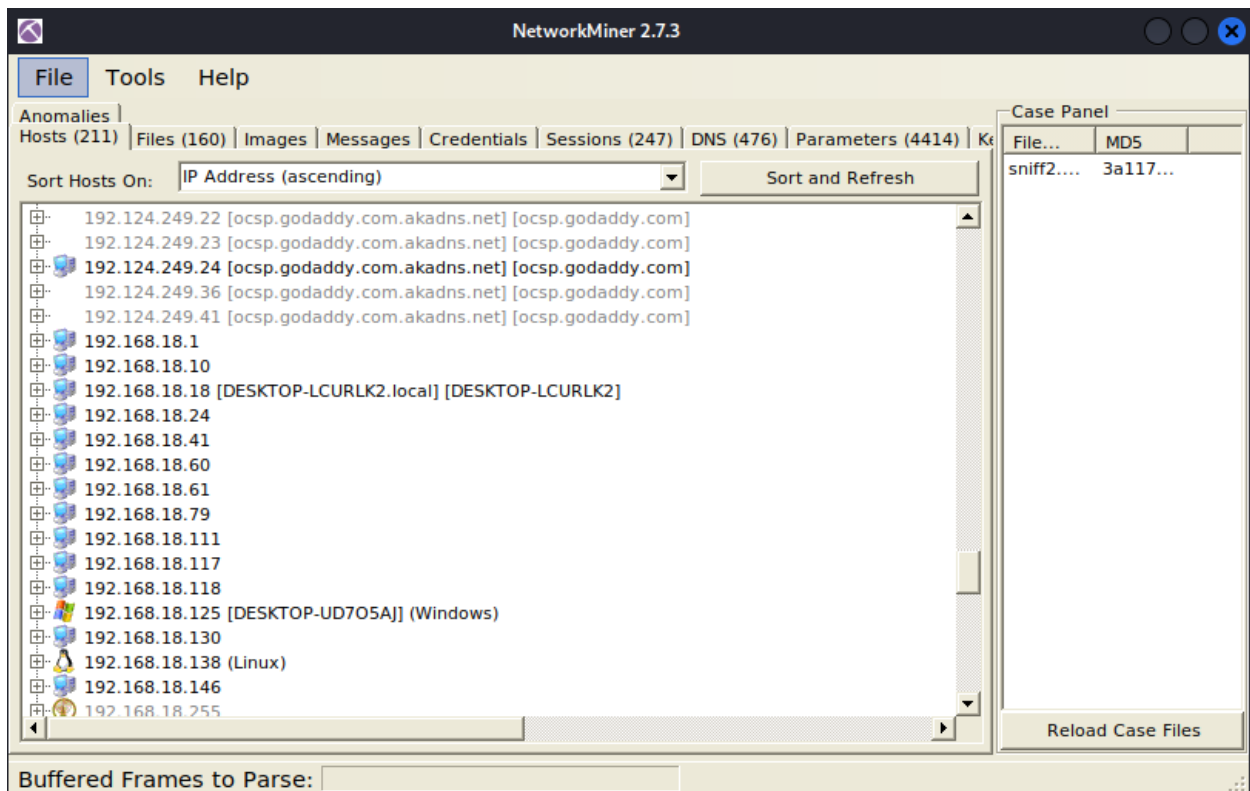 NetworkMiner 2.7.3
File Tools Help
Anomalies
Hosts (211) Files (160) Images Messages Credentials Sessions (247) DNS (476) Parameters (4414) Ke
Sort Hosts On: IP Address (ascending) Sort and Refresh
192.124.249.22 [ocsp.godaddy.com.akadns.net] [ocsp.godaddy.com]
192.124.249.23 [ocsp.godaddy.com.akadns.net] [ocsp.godaddy.com]
192.124.249.24 [ocsp.godaddy.com.akadns.net] [ocsp.godaddy.com]
192.124.249.36 [ocsp.godaddy.com.akadns.net] [ocsp.godaddy.com]
192.124.249.41 [ocsp.godaddy.com.akadns.net] [ocsp.godaddy.com]
192.168.18.1
192.168.18.10
192.168.18.18 [DESKTOP-LCURLK2.local] [DESKTOP-LCURLK2]
192.168.18.24
192.168.18.41
192.168.18.60
192.168.18.61
192.168.18.79
192.168.18.111
192.168.18.117
192.168.18.118
192.168.18.125 [DESKTOP-UD7O5AJ] (Windows)
192.168.18.130
192.168.18.138 (Linux)
192.168.18.146
192.168.18.255
Case Panel
File... MD5
sniff2.... 3a117...
Reload Case Files
Buffered Frames to Parse: